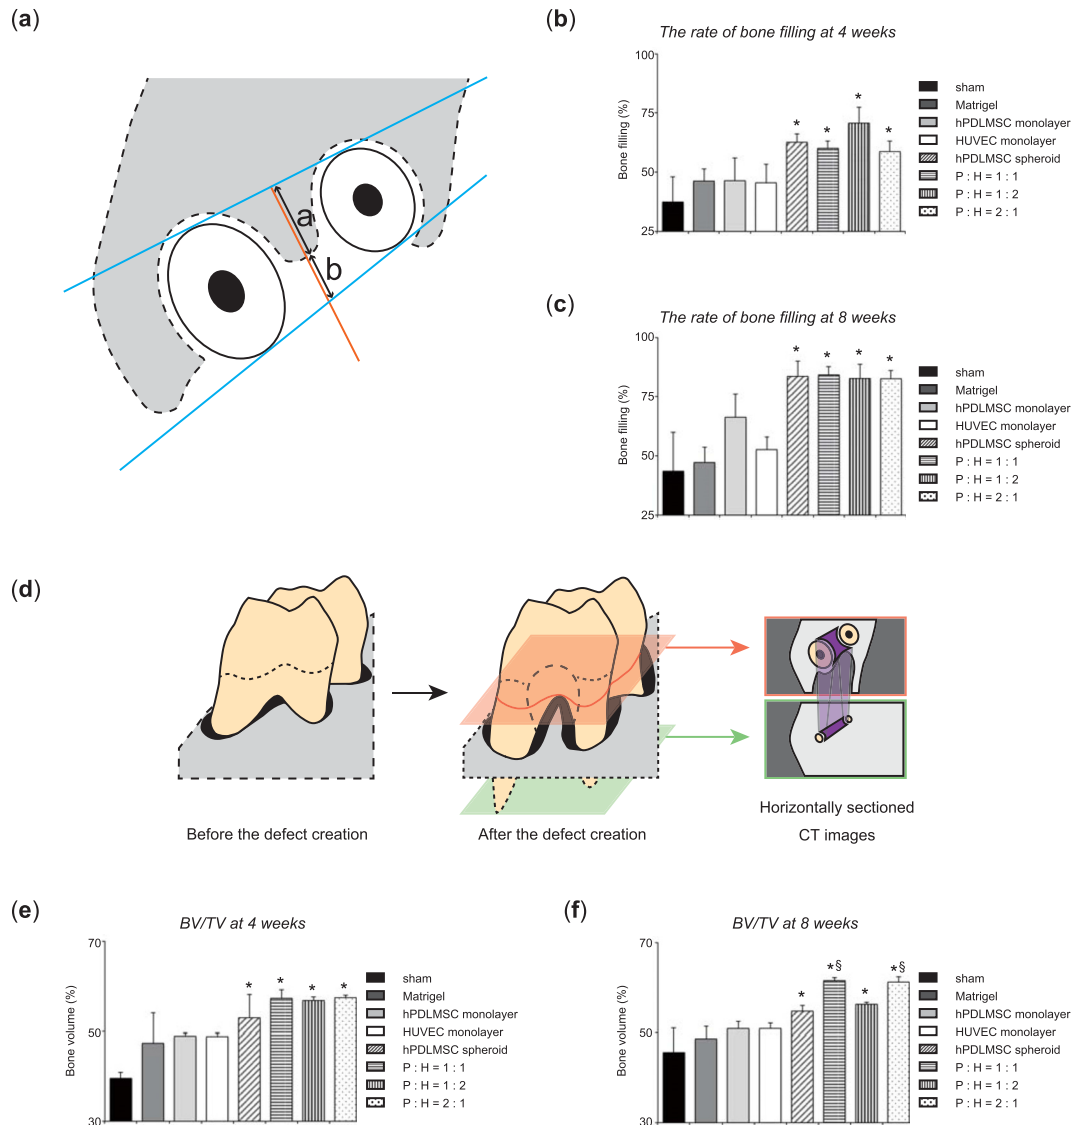 (a)
a
b
(b)
The rate of bone filling at 4 weeks
Bone filling (%)
100
75
50
25
*
*
*
*
sham
Matrigel
hPDLMSC monolayer
HUVEC monolayer
hPDLMSC spheroid
P : H = 1 : 1
P : H = 1 : 2
P : H = 2 : 1
(c)
The rate of bone filling at 8 weeks
Bone filling (%)
100
75
50
25
*
*
*
*
sham
Matrigel
hPDLMSC monolayer
HUVEC monolayer
hPDLMSC spheroid
P : H = 1 : 1
P : H = 1 : 2
P : H = 2 : 1
(d)
Before the defect creation
After the defect creation
Horizontally sectioned
CT images
(e)
BV/TV at 4 weeks
Bone volume (%)
70
50
30
*
*
*
*
sham
Matrigel
hPDLMSC monolayer
HUVEC monolayer
hPDLMSC spheroid
P : H = 1 : 1
P : H = 1 : 2
P : H = 2 : 1
(f)
BV/TV at 8 weeks
Bone volume (%)
70
50
30
*
*§
*
*§
sham
Matrigel
hPDLMSC monolayer
HUVEC monolayer
hPDLMSC spheroid
P : H = 1 : 1
P : H = 1 : 2
P : H = 2 : 1